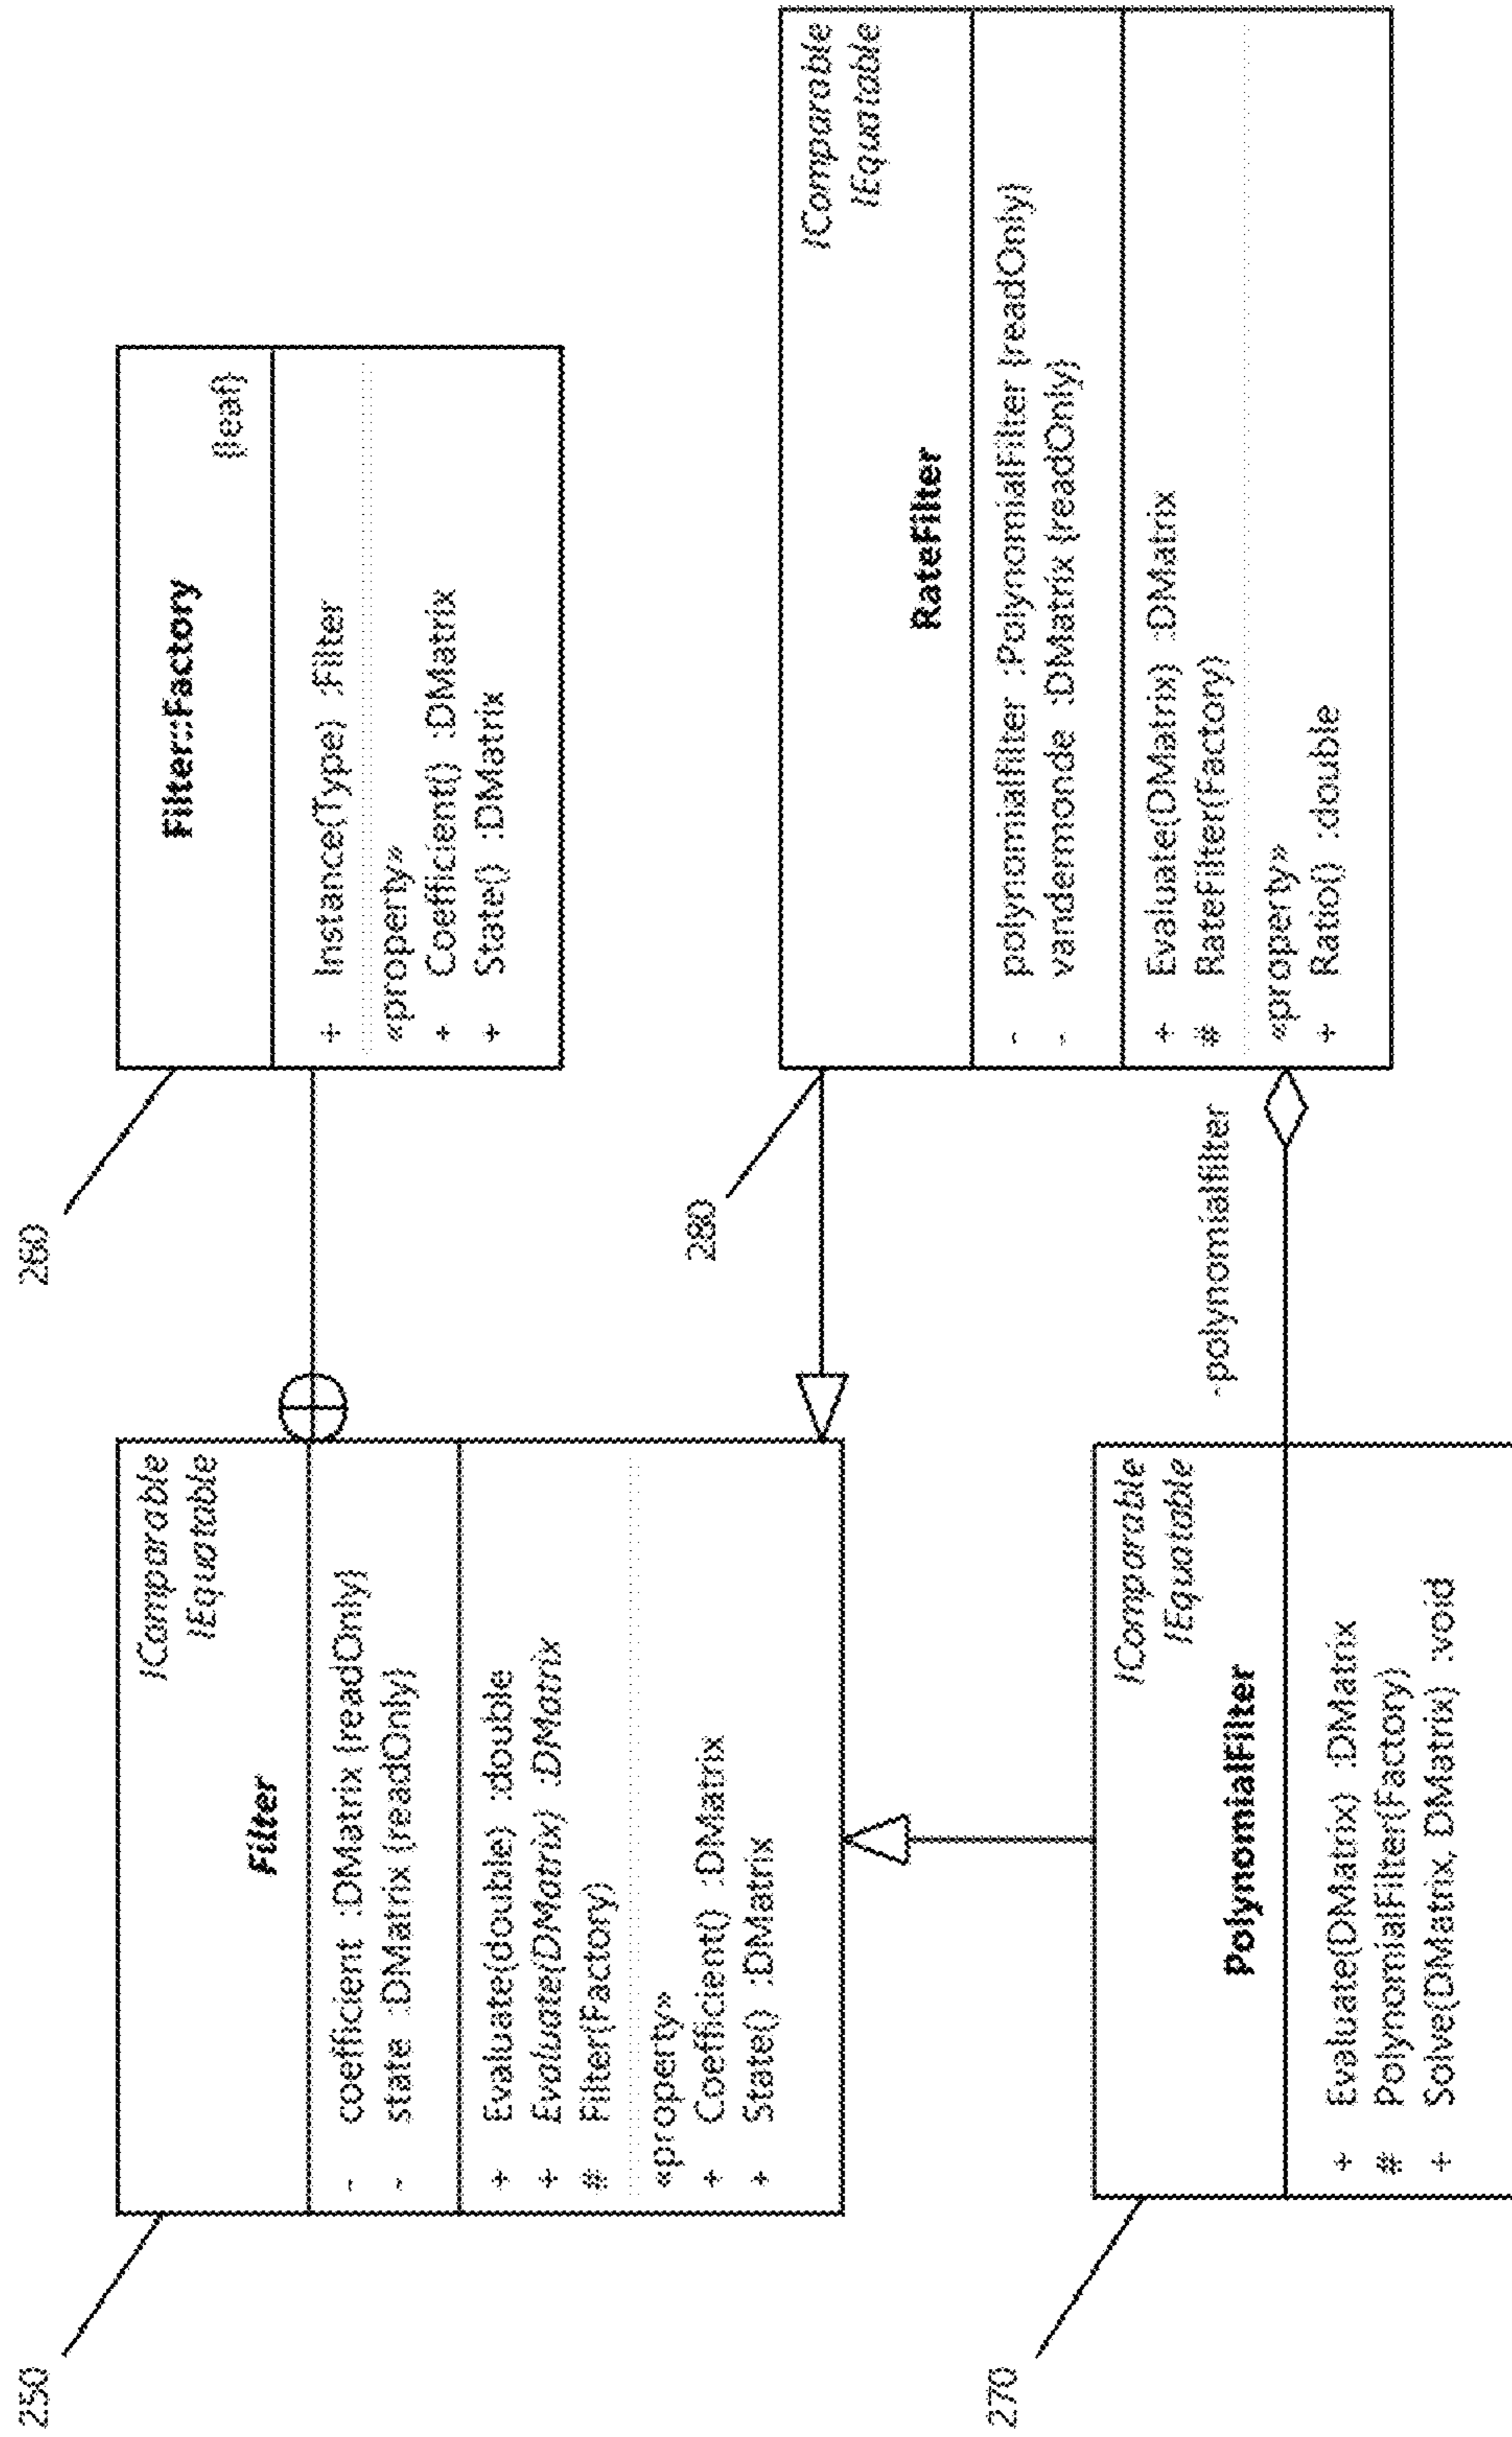 250
IComparable
IEquatable
Filter
- coefficient :DMatrix {readOnly}
- state :DMatrix {readOnly}
+ Evaluate(double) :double
+ Evaluate(DMatrix) :DMatrix
# Filter(Factory)
«property»
+ Coefficient() :DMatrix
+ State() :DMatrix
260
Filter::Factory
{leaf}
+ Instance(Type) :Filter
«property»
+ Coefficient() :DMatrix
+ State() :DMatrix
270
IComparable
IEquatable
PolynomialFilter
+ Evaluate(DMatrix) :DMatrix
# PolynomialFilter(Factory)
+ Solve(DMatrix, DMatrix) :void
-polynomialfilter
280
IComparable
IEquatable
RateFilter
- polynomialfilter :PolynomialFilter {readOnly}
- vandermonde :DMatrix {readOnly}
+ Evaluate(DMatrix) :DMatrix
# RateFilter(Factory)
«property»
+ Ratio() :double